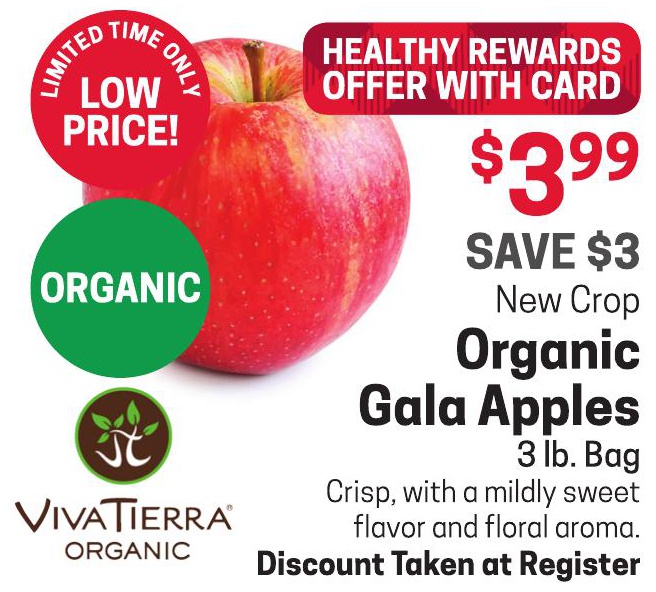 LIMITED TIME ONLY
LOW
PRICE!
HEALTHY REWARDS
OFFER WITH CARD
$3.99
SAVE $3
ORGANIC
New Crop
Organic
Gala Apples
3 lb. Bag
Crisp, with a mildly sweet
flavor and floral aroma.
Discount Taken at Register
VIVATIERRA®
ORGANIC